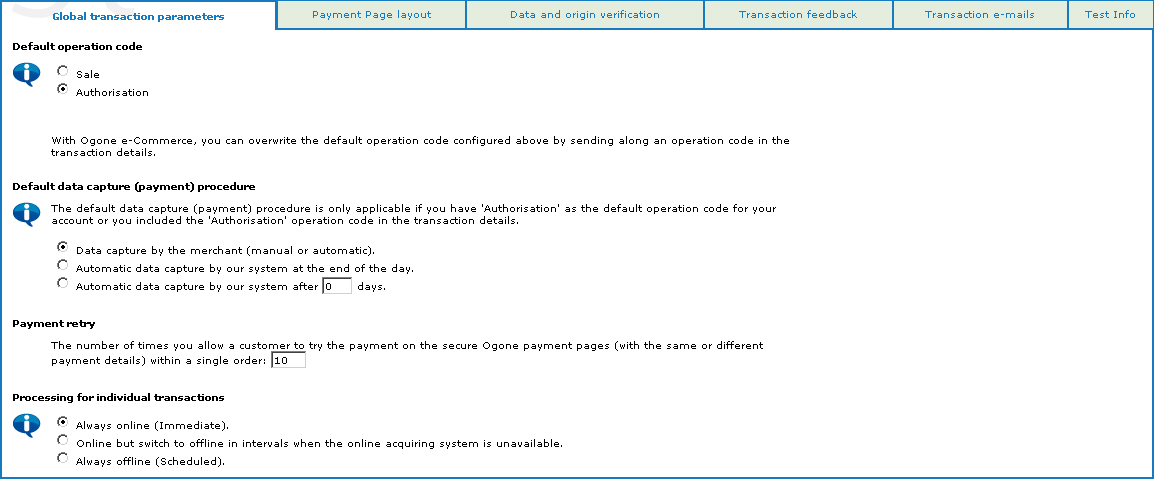 Global transaction parameters
Payment Page layout
Data and origin verification
Transaction feedback
Transaction e-mails
Test Info
Default operation code
Sale
Authorisation
With Ogone e-Commerce, you can overwrite the default operation code configured above by sending along an operation code in the
transaction details.
Default data capture (payment) procedure
The default data capture (payment) procedure is only applicable if you have 'Authorisation' as the default operation code for your
account or you included the 'Authorisation' operation code in the transaction details.
Data capture by the merchant (manual or automatic).
Automatic data capture by our system at the end of the day.
Automatic data capture by our system after 0 days.
Payment retry
The number of times you allow a customer to try the payment on the secure Ogone payment pages (with the same or different
payment details) within a single order: 10
Processing for individual transactions
Always online (Immediate).
Online but switch to offline in intervals when the online acquiring system is unavailable.
Always offline (Scheduled).